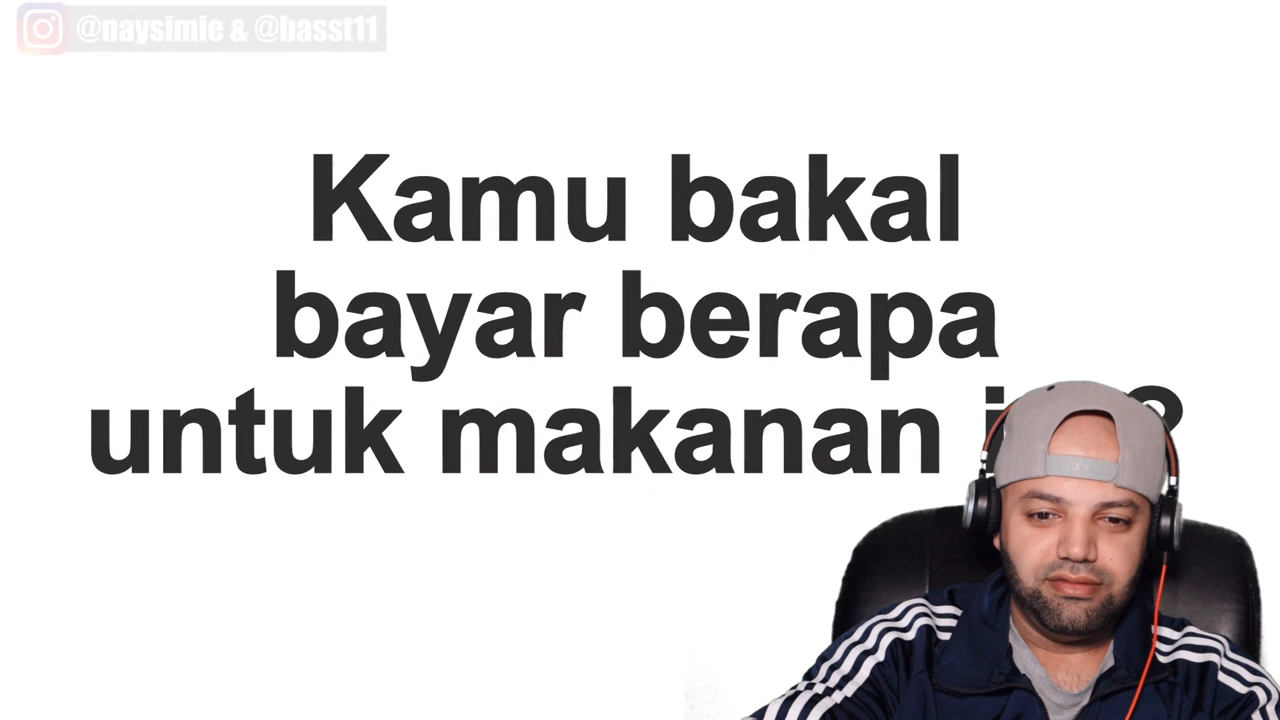 @naysimie & @basst11
Kamu bakal
bayar berapa
untuk makanan